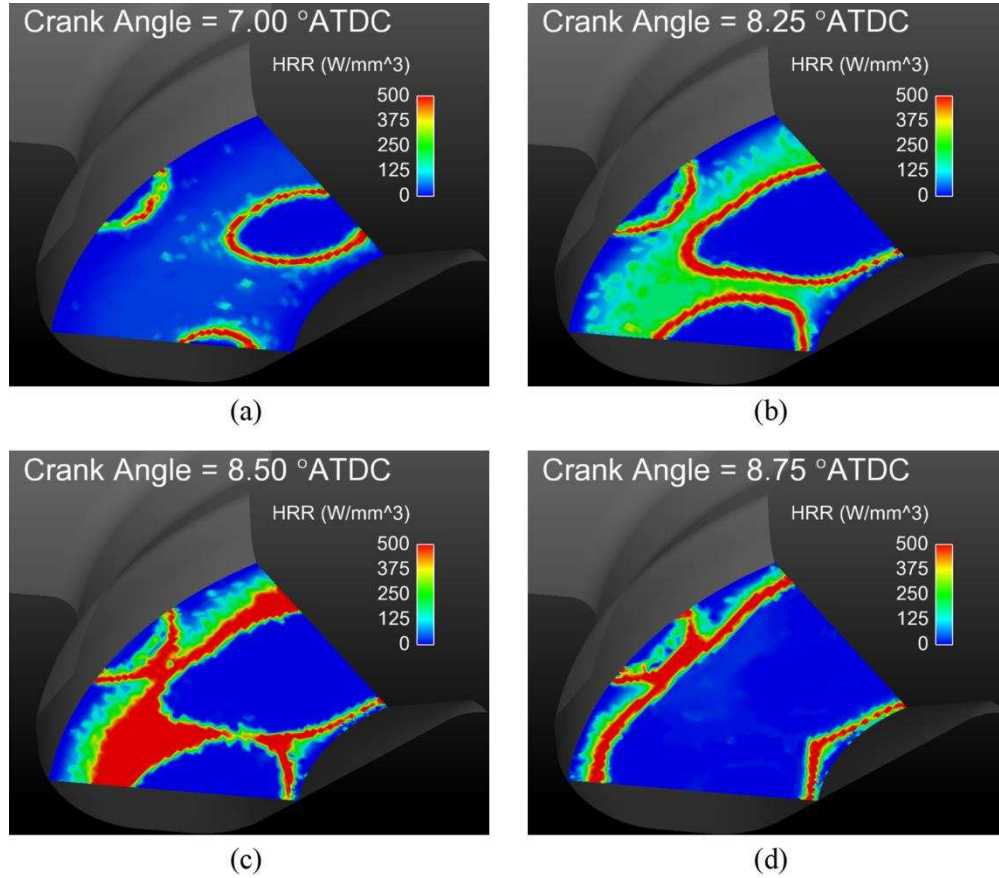 Crank Angle = 7.00 °ATDC
HRR (W/mm^3)
500
375
250
125
0
(a)
Crank Angle = 8.25 °ATDC
HRR (W/mm^3)
500
375
250
125
0
(b)
Crank Angle = 8.50 °ATDC
HRR (W/mm^3)
500
375
250
125
0
(c)
Crank Angle = 8.75 °ATDC
HRR (W/mm^3)
500
375
250
125
0
(d)